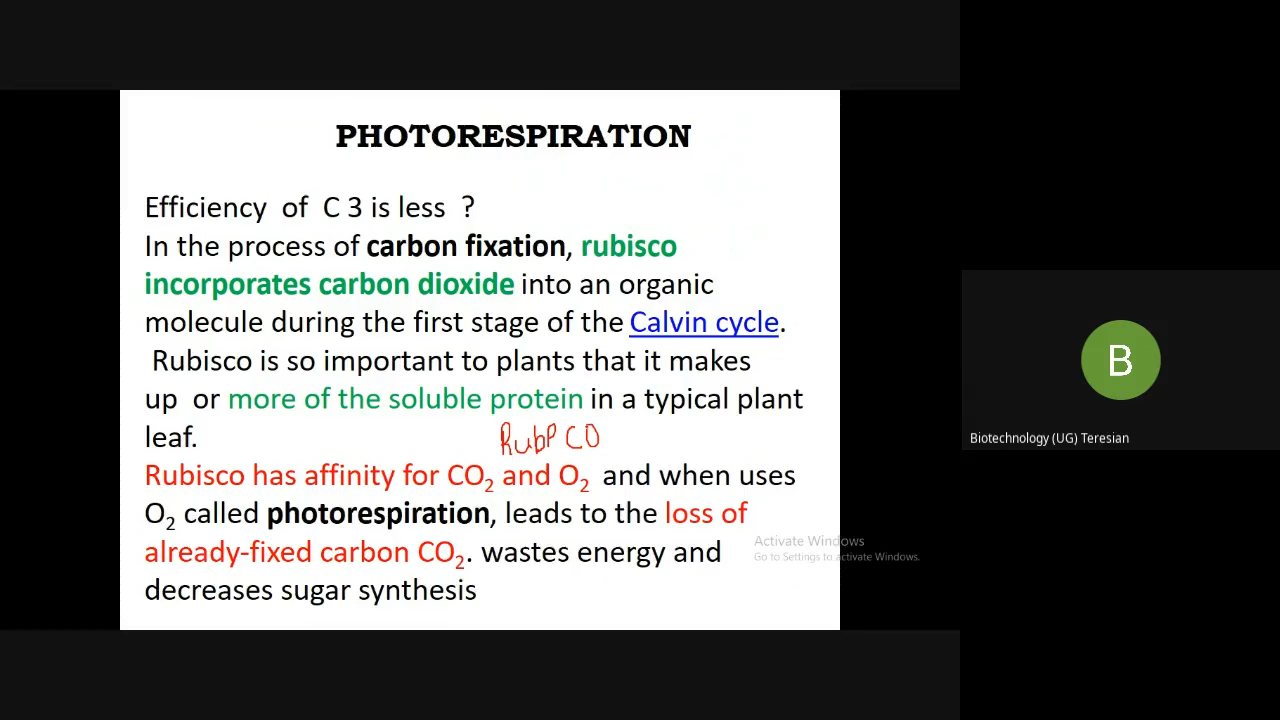 PHOTORESPIRATION
Efficiency of C 3 is less ?
In the process of carbon fixation, rubisco
incorporates carbon dioxide into an organic
molecule during the first stage of the Calvin cycle.
Rubisco is so important to plants that it makes
up or more of the soluble protein in a typical plant
leaf.
RubP CO
Rubisco has affinity for CO₂ and O₂ and when uses
O₂ called photorespiration, leads to the loss of
already-fixed carbon CO₂. wastes energy and
decreases sugar synthesis
Activate Windows
Go to Settings to activate Windows.
B
Biotechnology (UG) Teresian